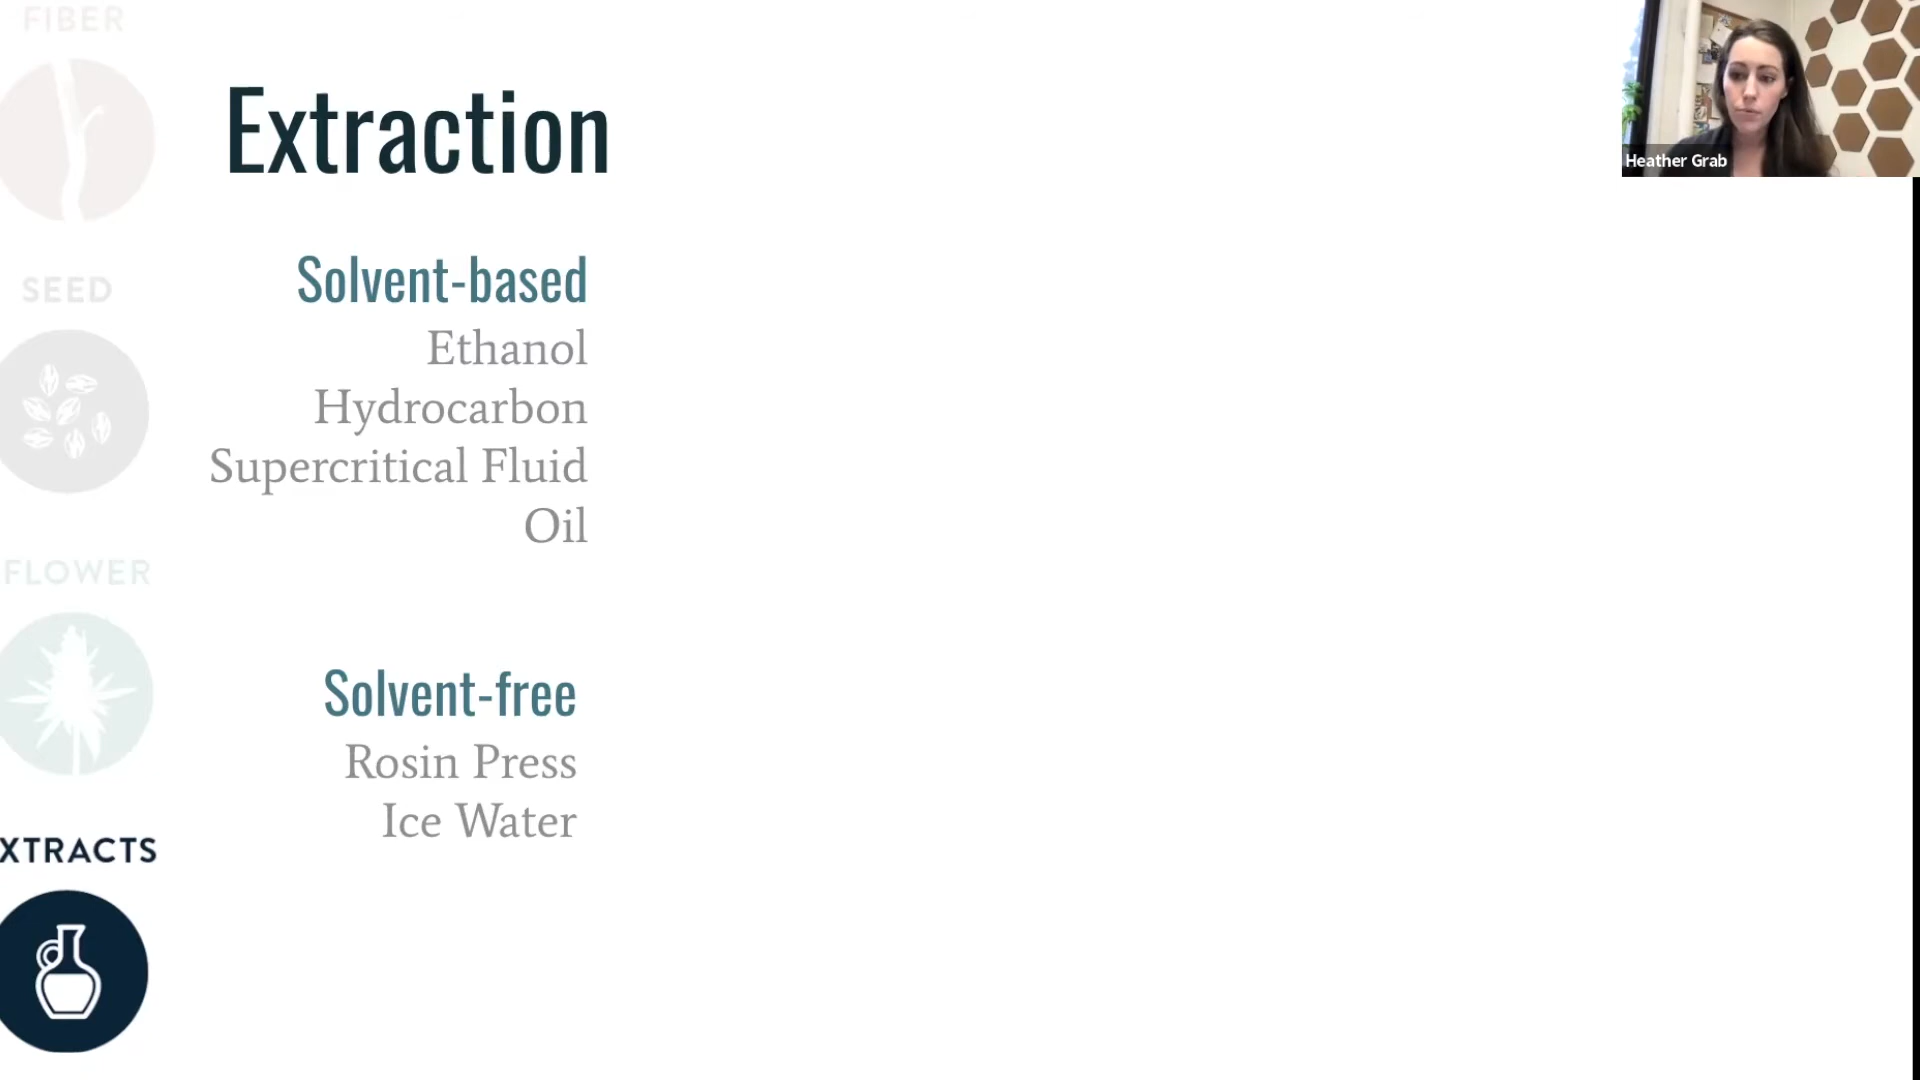 FIBER
SEED
FLOWER
XTRACTS
Extraction
Solvent-based
Ethanol
Hydrocarbon
Supercritical Fluid
Oil
Solvent-free
Rosin Press
Ice Water
Heather Grab